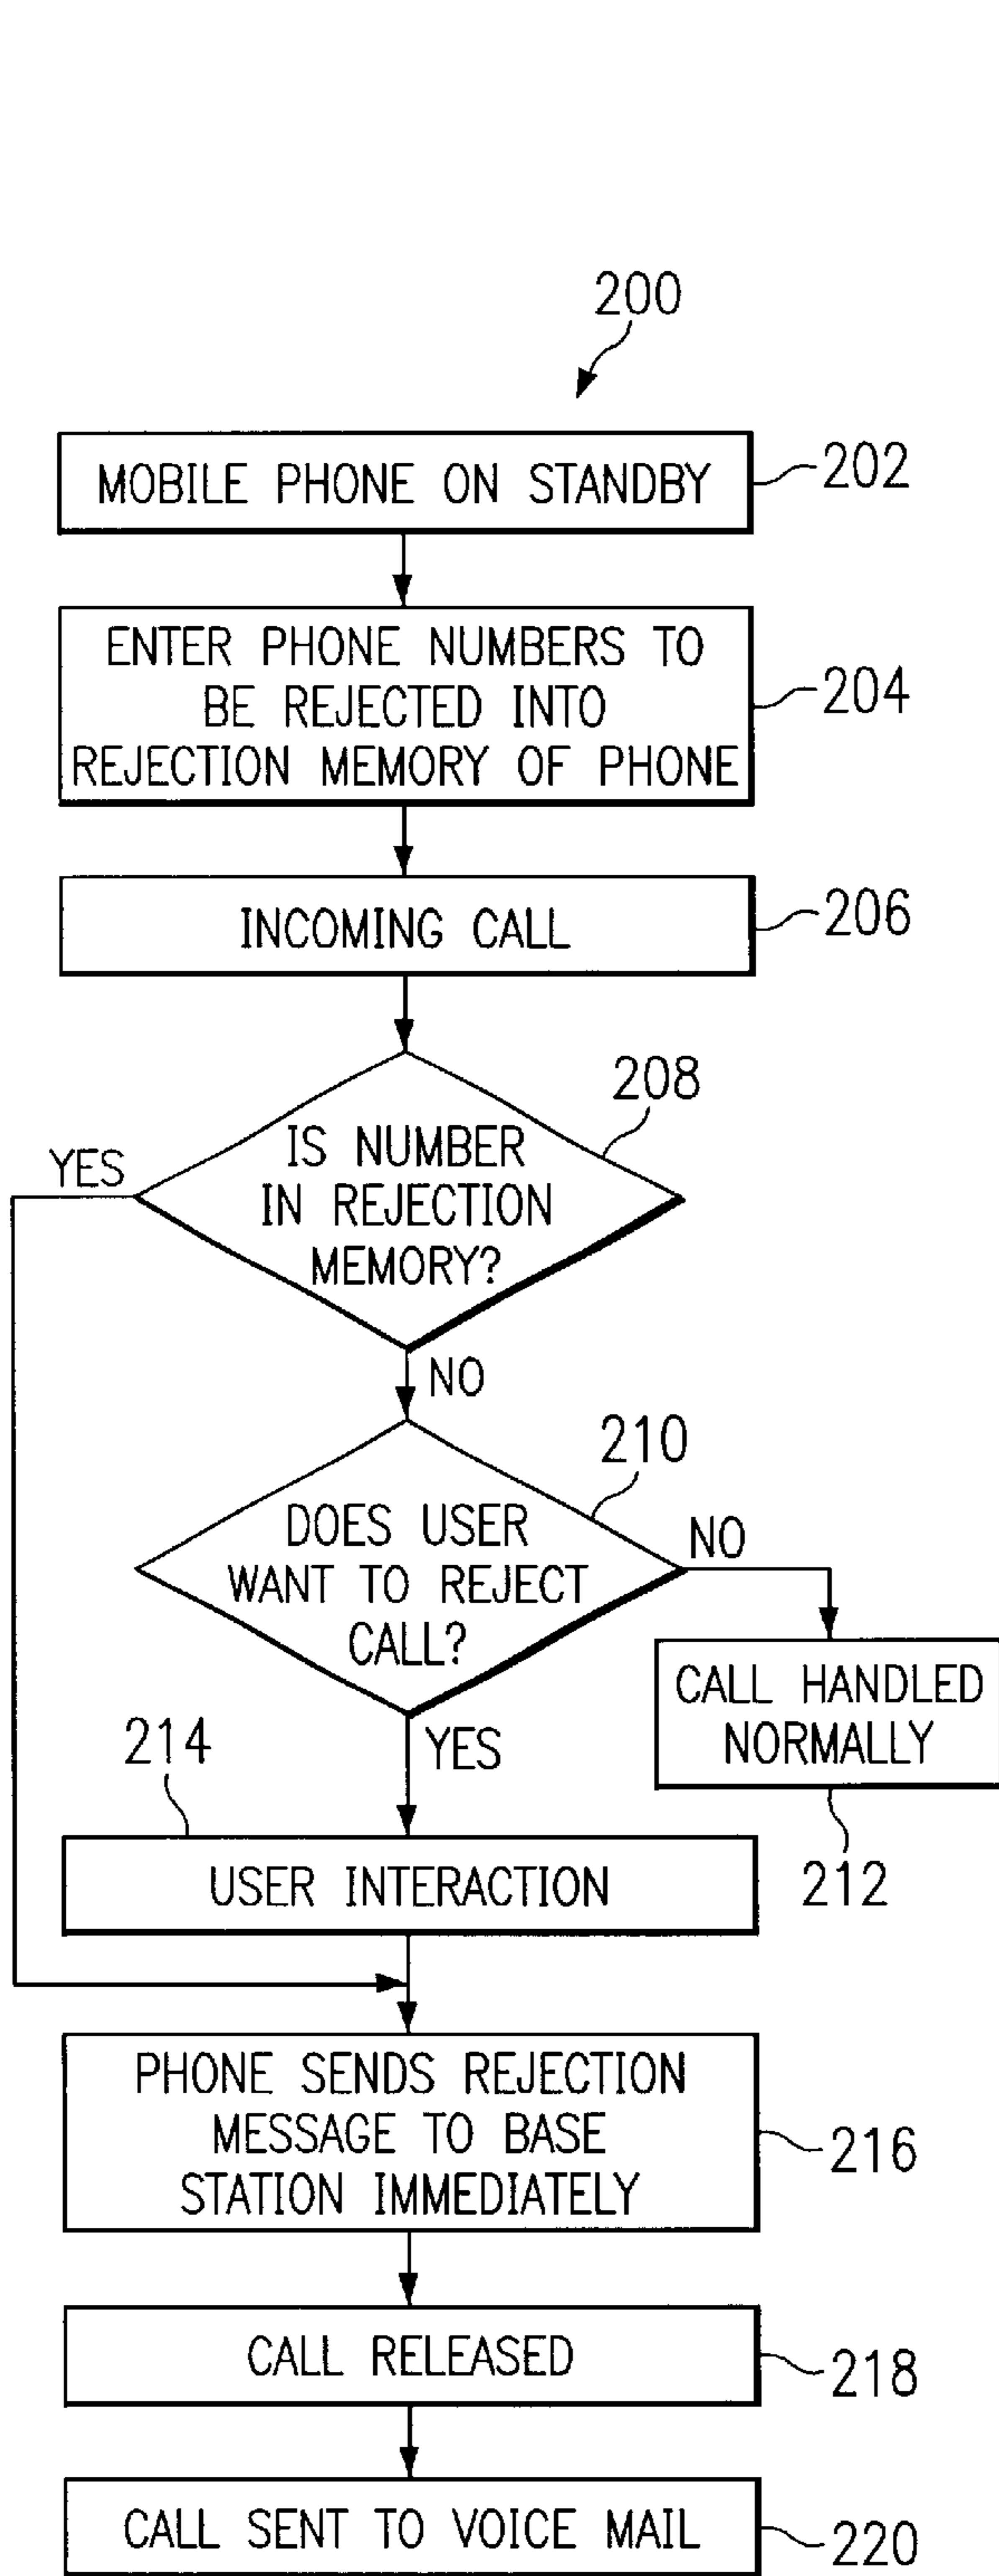 200
MOBILE PHONE ON STANDBY
202
ENTER PHONE NUMBERS TO
BE REJECTED INTO
REJECTION MEMORY OF PHONE
204
INCOMING CALL
206
208
IS NUMBER
IN REJECTION
MEMORY?
YES
NO
210
DOES USER
WANT TO REJECT
CALL?
NO
CALL HANDLED
NORMALLY
212
YES
214
USER INTERACTION
PHONE SENDS REJECTION
MESSAGE TO BASE
STATION IMMEDIATELY
216
CALL RELEASED
218
CALL SENT TO VOICE MAIL
220